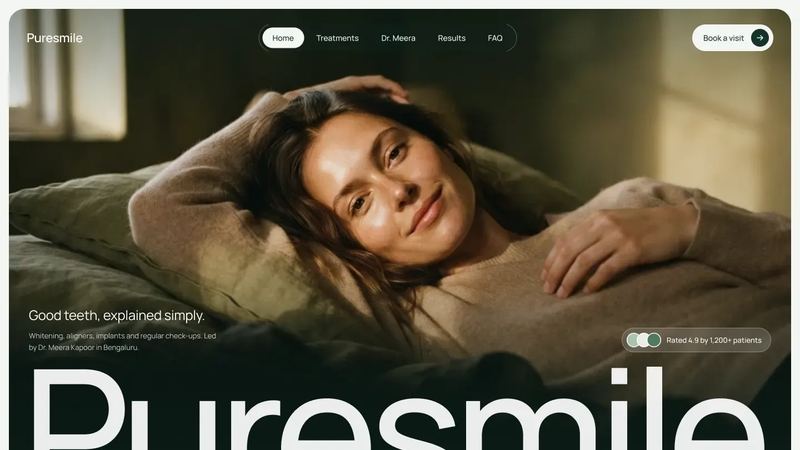 Puresmile
Home
Treatments
Dr. Meera
Results
FAQ
Book a visit
Good teeth, explained simply.
Whitening, aligners, implants and regular check-ups. Led
by Dr. Meera Kapoor in Bengaluru.
Rated 4.9 by 1,200+ patients
Puresmile